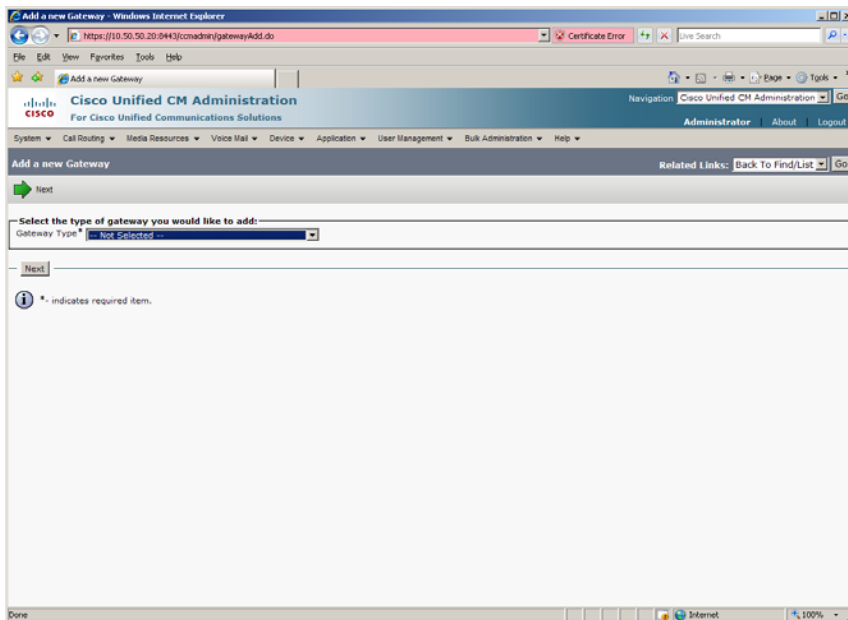 Add a new Gateway - Windows Internet Explorer
https://10.50.50.20:8443/ccmadmin/gatewayAdd.do
Certificate Error
Live Search
File Edit View Favorites Tools Help
Add a new Gateway
Page Tools
CISCO
Cisco Unified CM Administration
For Cisco Unified Communications Solutions
Navigation Cisco Unified CM Administration Go
Administrator | About | Logout
System Call Routing Media Resources Voice Mail Device Application User Management Bulk Administration Help
Add a new Gateway
Related Links: Back To Find/List Go
Next
Select the type of gateway you would like to add:
Gateway Type* -- Not Selected --
Next
*- indicates required item.
Done
Internet
100%